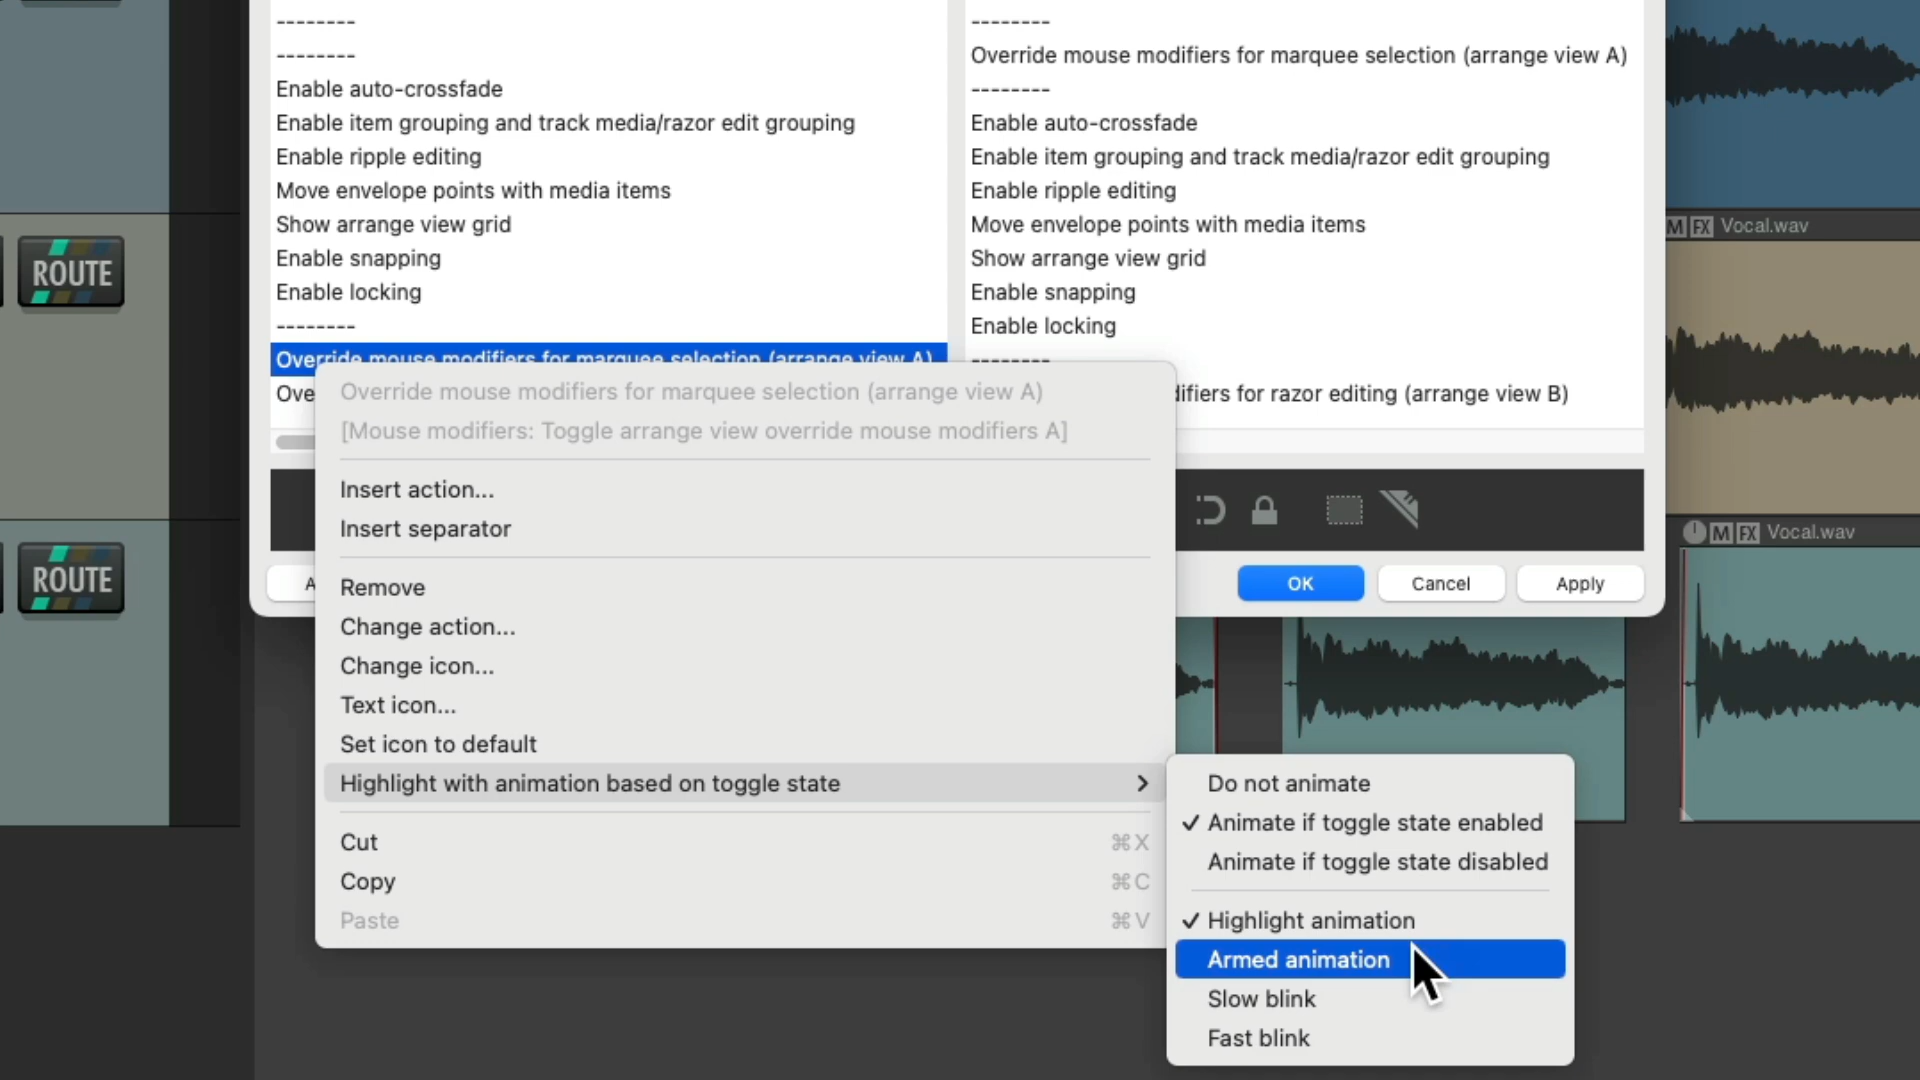 --------
--------
Enable auto-crossfade
Enable item grouping and track media/razor edit grouping
Enable ripple editing
Move envelope points with media items
Show arrange view grid
Enable snapping
Enable locking
--------
Override mouse modifiers for marquee selection (arrange view A)
Ove
--------
Override mouse modifiers for marquee selection (arrange view A)
--------
Enable auto-crossfade
Enable item grouping and track media/razor edit grouping
Enable ripple editing
Move envelope points with media items
Show arrange view grid
Enable snapping
Enable locking
--------
difiers for razor editing (arrange view B)
Override mouse modifiers for marquee selection (arrange view A)
[Mouse modifiers: Toggle arrange view override mouse modifiers A]
Insert action...
Insert separator
Remove
Change action...
Change icon...
Text icon...
Set icon to default
Highlight with animation based on toggle state
Cut ⌘X
Copy ⌘C
Paste ⌘V
Do not animate
✓ Animate if toggle state enabled
Animate if toggle state disabled
✓ Highlight animation
Armed animation
Slow blink
Fast blink
OK
Cancel
Apply
ROUTE
ROUTE
M FX Vocal.wav
M FX Vocal.wav